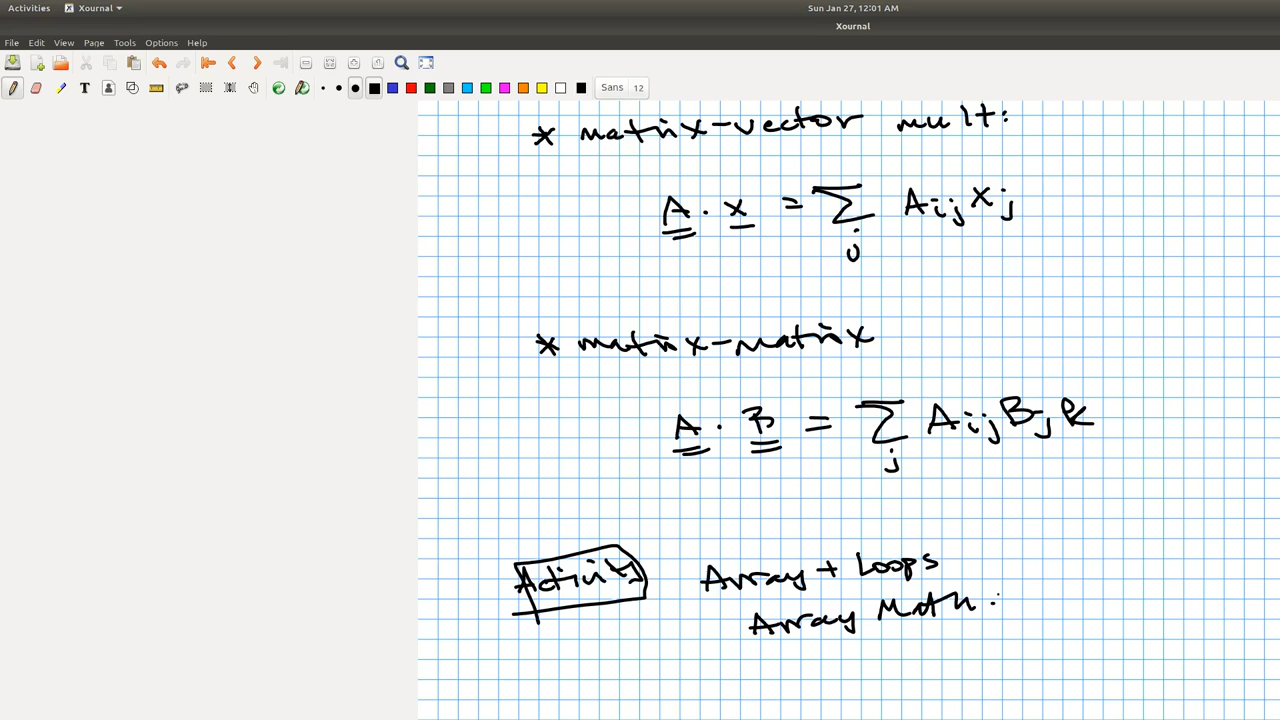 Activities Xournal Sun Jan 27, 12:01 AM
Xournal
File Edit View Page Tools Options Help
T Sans 12
* matrix-vector mult:
A · x = ∑ Aij xj
j
* matrix-matrix
A · B = ∑ Aij Bjk
j
Activity Array + Loops
Array Math :